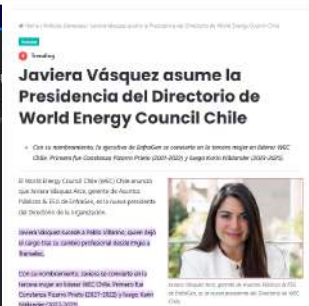 Javiera Vásquez asume la
Presidencia del Directorio de
World Energy Council Chile
Con su nombramiento, la ejecutiva de EnfraGen se convierte en la tercera mujer en liderar WEC
Chile. Primero fue Constanza Pizarro Prieto (2021-2022) y luego Karin Niklander (2023-2025).
El World Energy Council Chile (WEC) Chile anunció
que Javiera Vásquez Arce, gerente de Asuntos
Públicos & ESG de EnfraGen, es la nueva presidente
del Directorio de la organización.
Javiera Vásquez sucede a Pablo Villarino, quien dejó
el cargo tras su cambio profesional desde Engie a
Transelec.
Con su nombramiento, Javiera se convierte en la
tercera mujer en liderar WEC Chile. Primero fue
Constanza Pizarro Prieto (2021-2022) y luego Karin
Niklander (2023-2025).